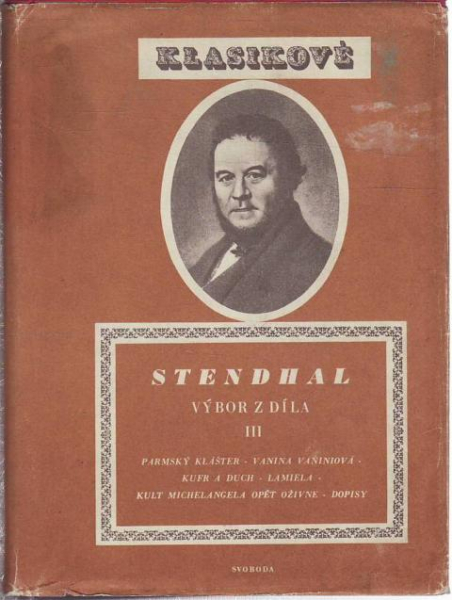 KLASIKOVÉ
STENDHAL
VÝBOR Z DÍLA
III
PARMSKÝ KLÁŠTER - VANINA VANINIOVÁ -
KUFR A DUCH - LAMIELA -
KULT MICHELANGELA OPĚT OŽIVNE - DOPISY
SVOBODA